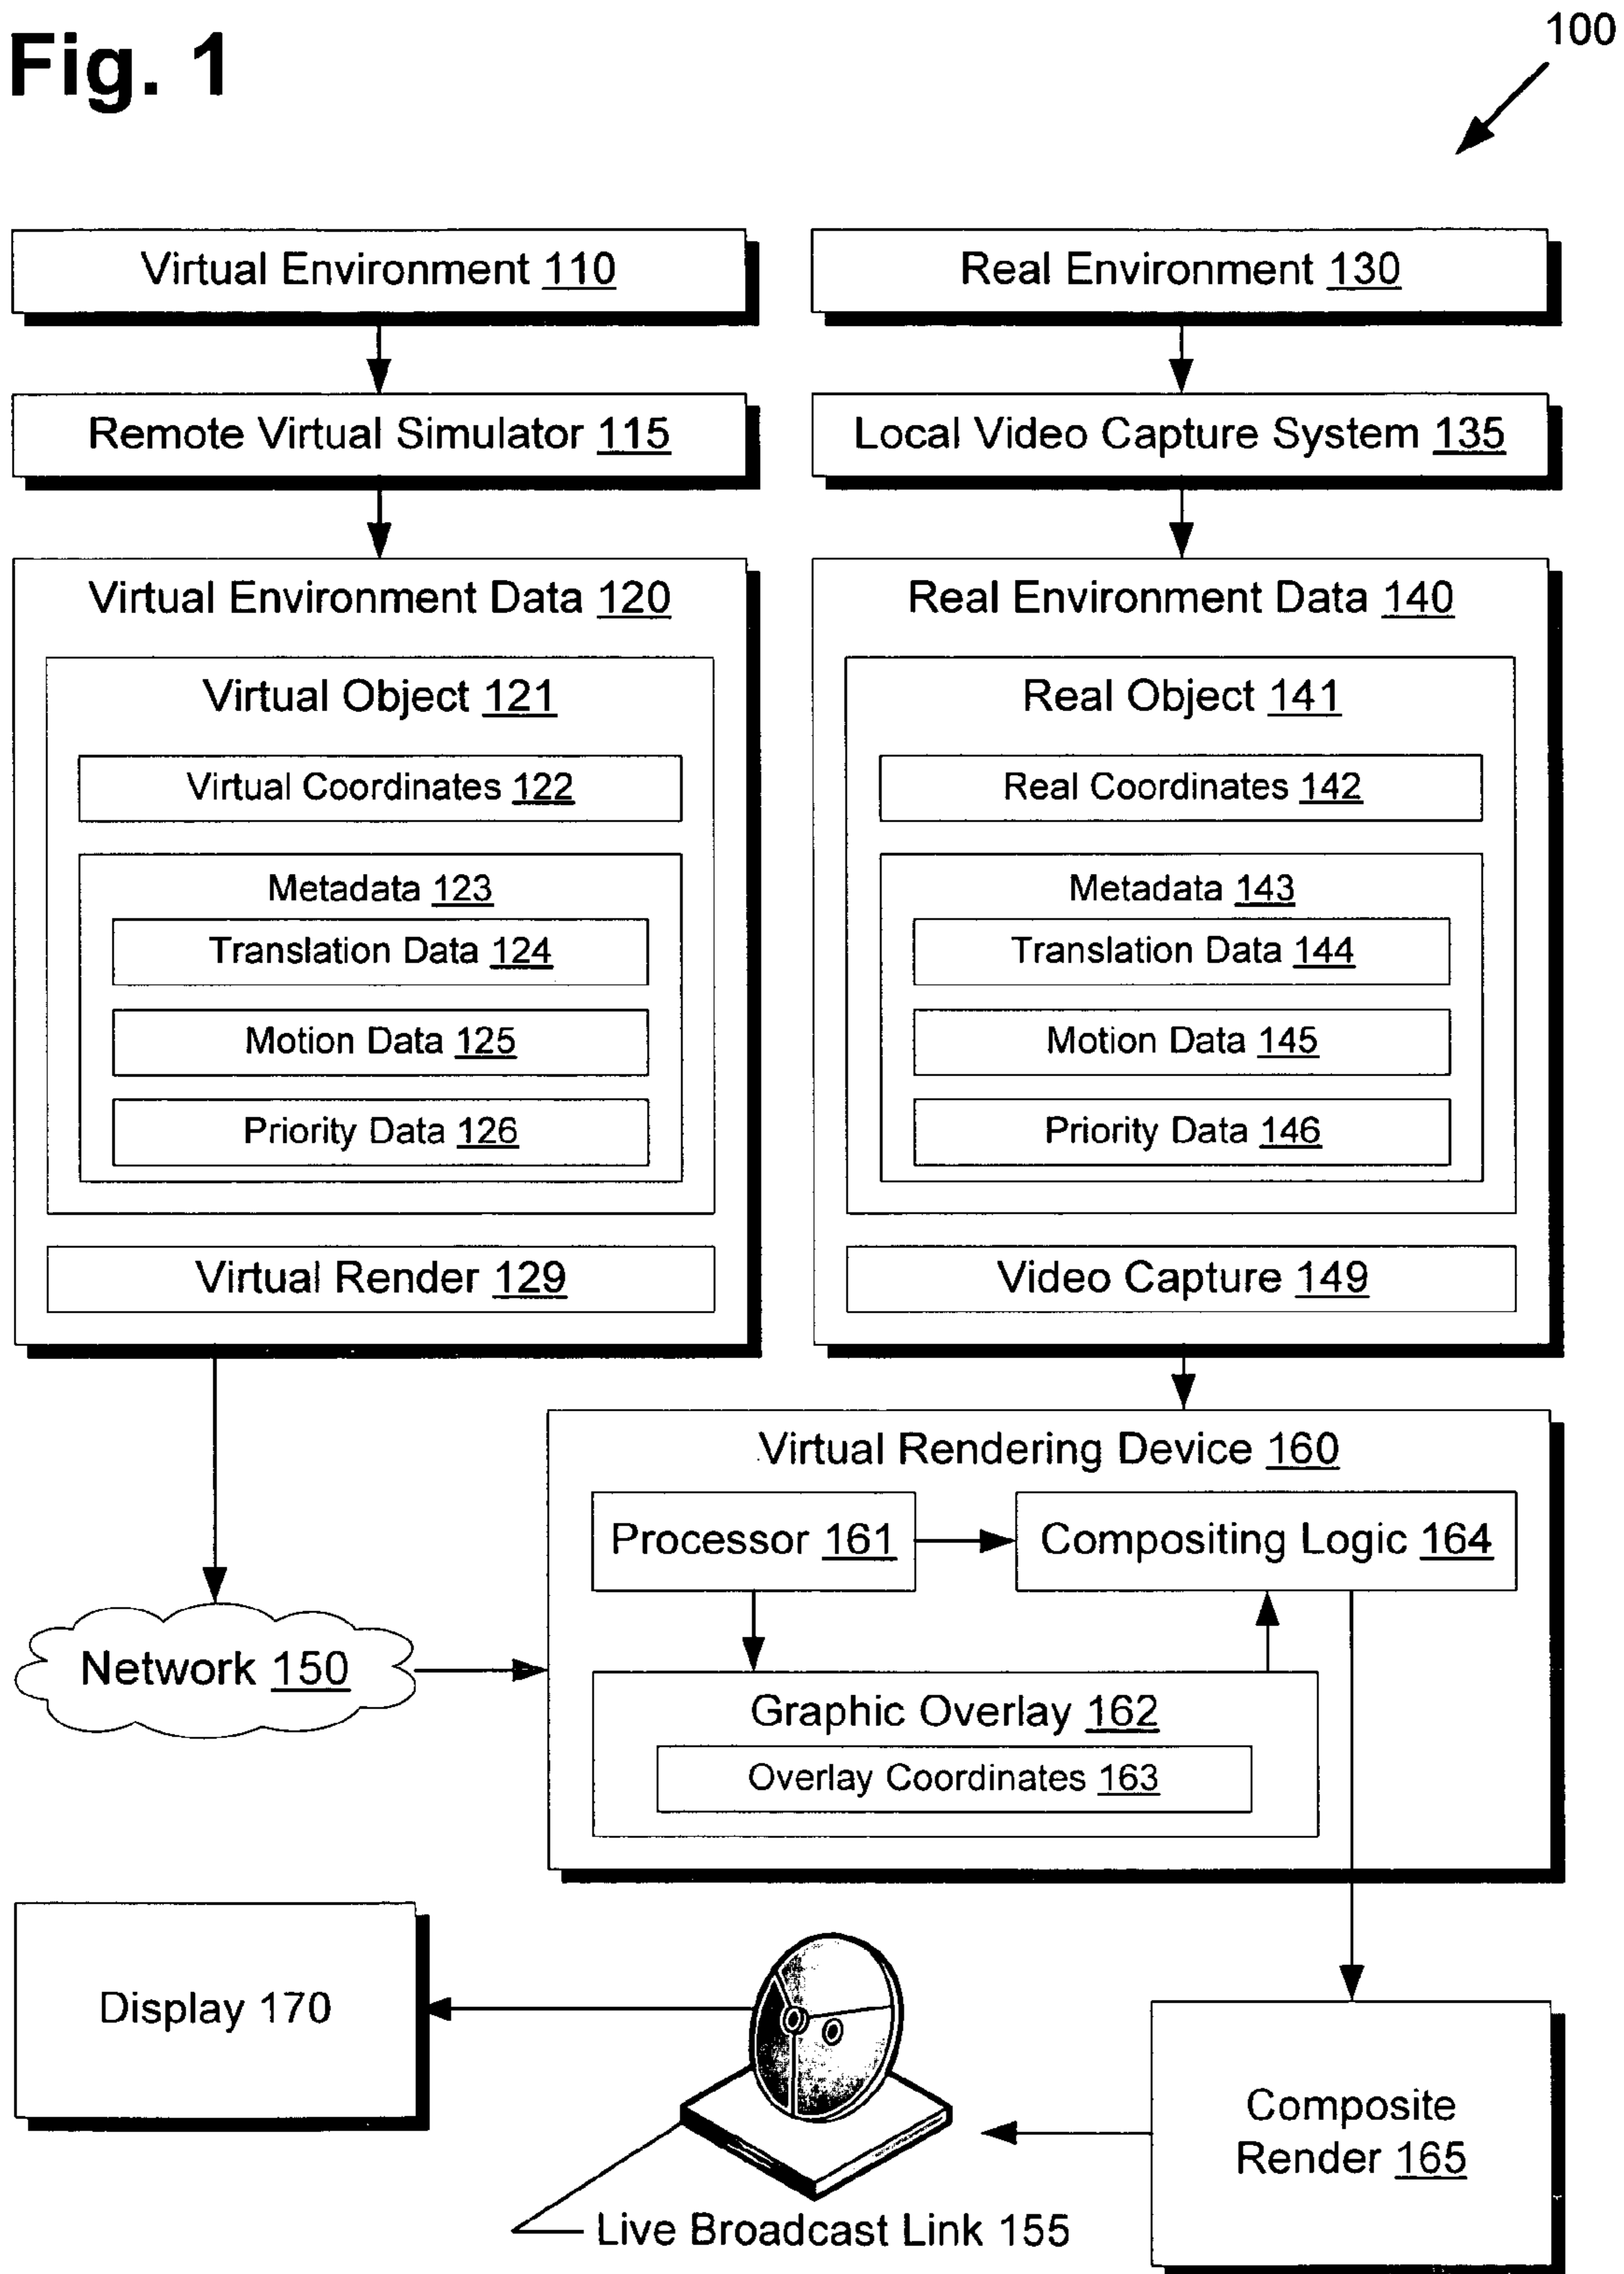 Fig. 1
100
Virtual Environment 110
Remote Virtual Simulator 115
Virtual Environment Data 120
Virtual Object 121
Virtual Coordinates 122
Metadata 123
Translation Data 124
Motion Data 125
Priority Data 126
Virtual Render 129
Real Environment 130
Local Video Capture System 135
Real Environment Data 140
Real Object 141
Real Coordinates 142
Metadata 143
Translation Data 144
Motion Data 145
Priority Data 146
Video Capture 149
Network 150
Virtual Rendering Device 160
Processor 161
Compositing Logic 164
Graphic Overlay 162
Overlay Coordinates 163
Display 170
Live Broadcast Link 155
Composite
Render 165